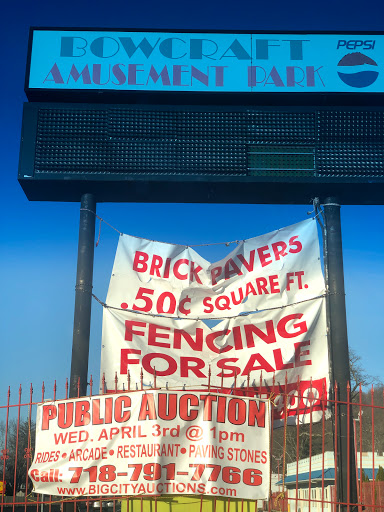 BOWCRAFT
AMUSEMENT PARK
PEPSI
BRICK PAVERS
.50¢ SQUARE FT.
FENCING
FOR SALE
PUBLIC AUCTION
WED. APRIL 3rd @ 1pm
RIDES • ARCADE • RESTAURANT • PAVING STONES
Call: 718-791-7766
WWW.BIGCITYAUCTIONS.COM